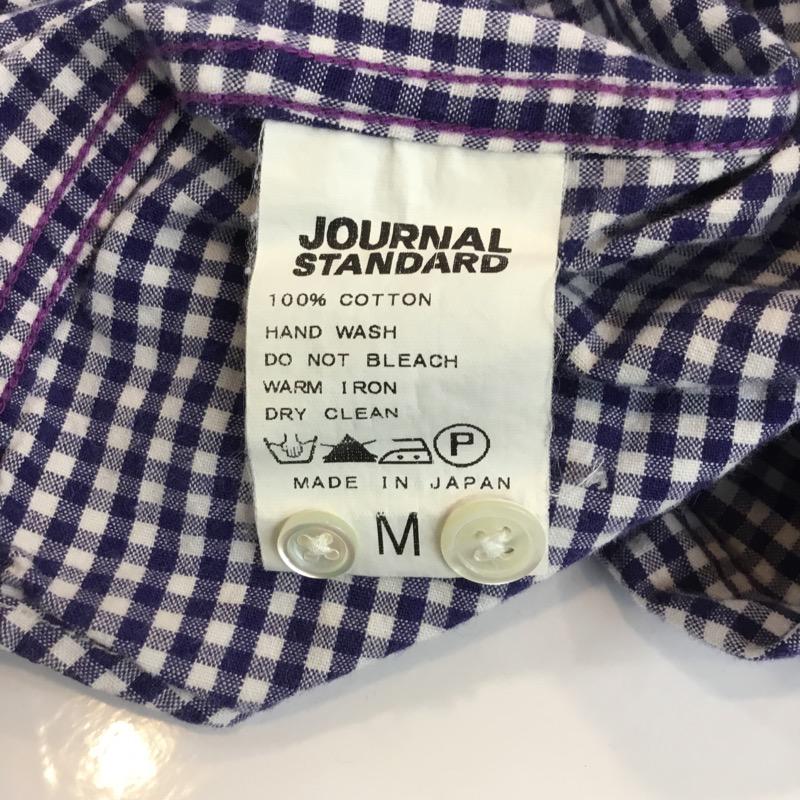 JOURNAL
STANDARD
100% COTTON
HAND WASH
DO NOT BLEACH
WARM IRON
DRY CLEAN
P
MADE IN JAPAN
M